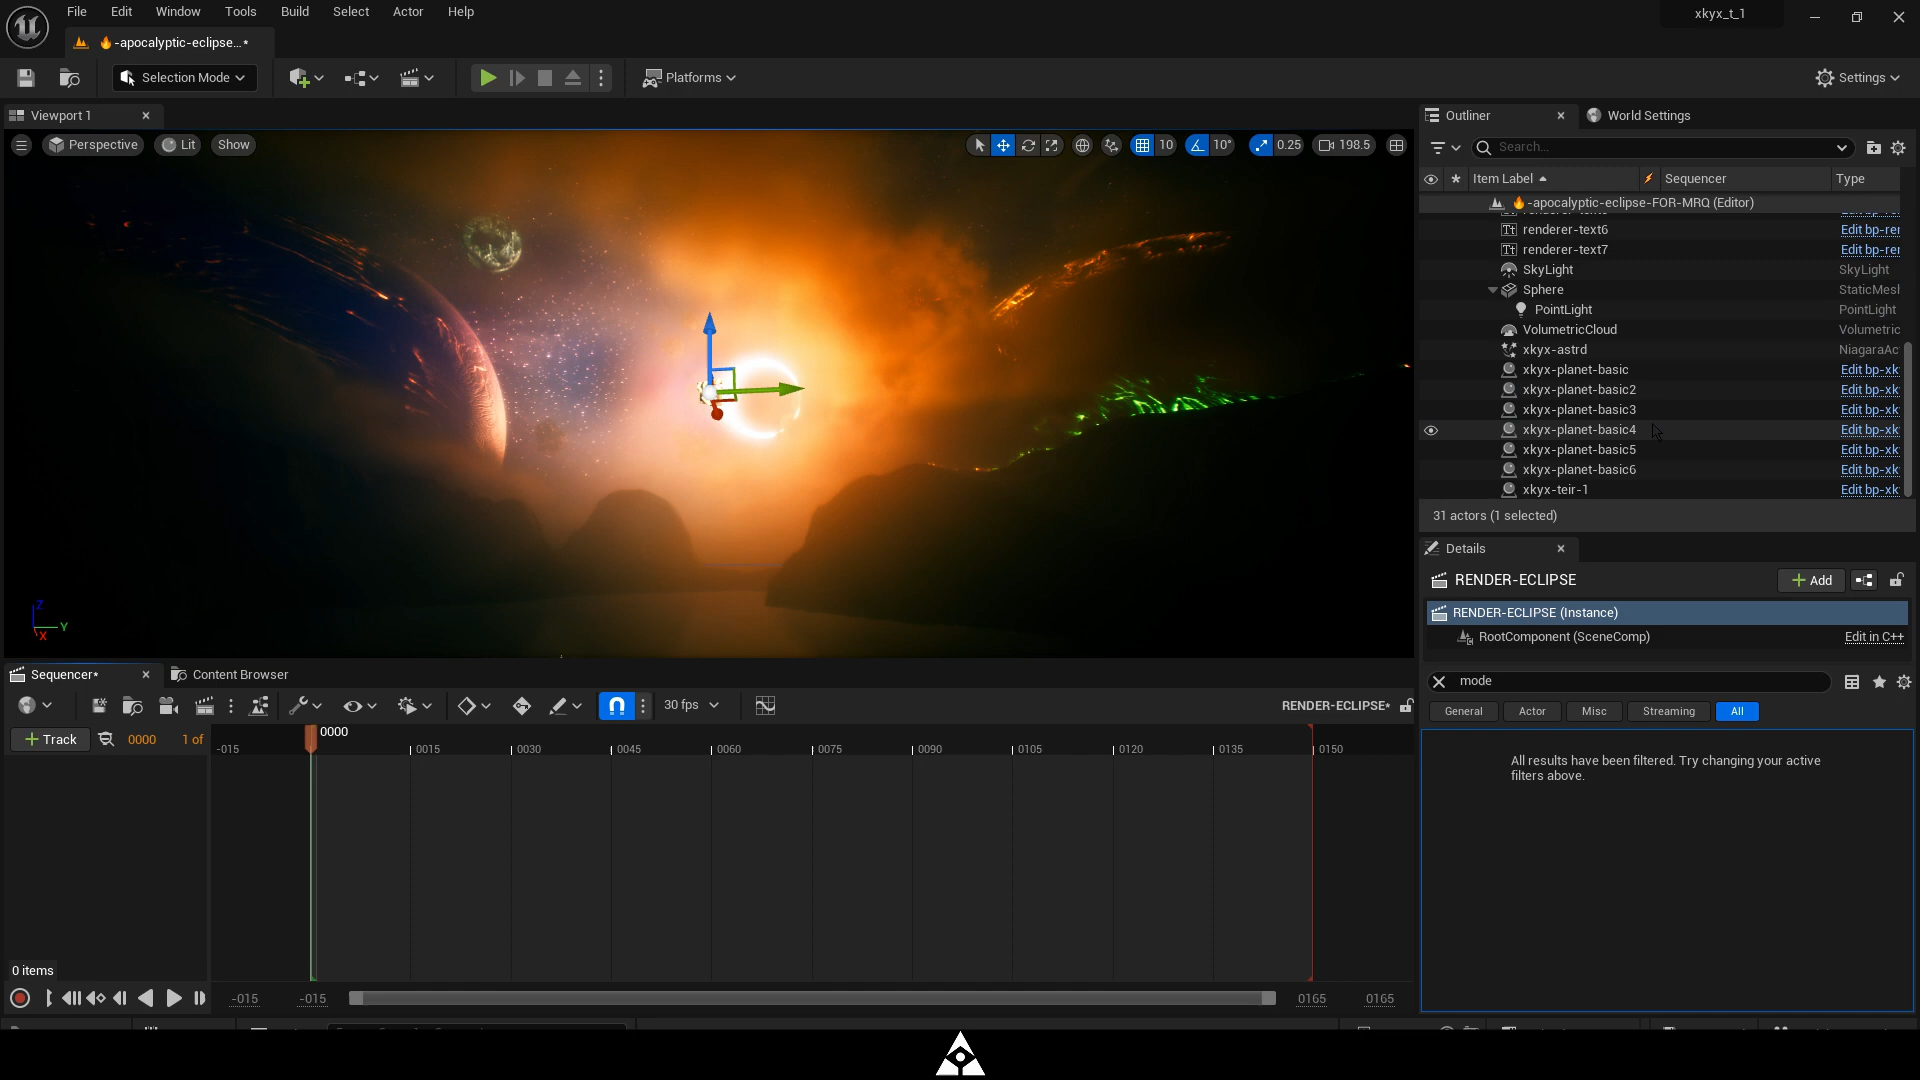 File Edit Window Tools Build Select Actor Help
xkyx_t_1
🔥-apocalyptic-eclipse...*
Selection Mode
Platforms
Settings
Viewport 1
Perspective Lit Show
10 10° 0.25 198.5
Outliner World Settings
Search...
Item Label Sequencer Type
🔥-apocalyptic-eclipse-FOR-MRQ (Editor)
renderer-text6 Edit bp-rer
renderer-text7 Edit bp-rer
SkyLight SkyLight
Sphere StaticMesl
PointLight PointLight
VolumetricCloud Volumetric
xkyx-astrd NiagaraAc
xkyx-planet-basic Edit bp-xk
xkyx-planet-basic2 Edit bp-xk
xkyx-planet-basic3 Edit bp-xk
xkyx-planet-basic4 Edit bp-xk
xkyx-planet-basic5 Edit bp-xk
xkyx-planet-basic6 Edit bp-xk
xkyx-teir-1 Edit bp-xk
31 actors (1 selected)
Details
RENDER-ECLIPSE Add
RENDER-ECLIPSE (Instance)
RootComponent (SceneComp) Edit in C++
mode
General Actor Misc Streaming All
All results have been filtered. Try changing your active
filters above.
Z
Y
X
Sequencer* Content Browser
30 fps RENDER-ECLIPSE*
Track 0000 1 of
0000
-015 0015 0030 0045 0060 0075 0090 0105 0120 0135 0150
0 items
-015 -015 0165 0165